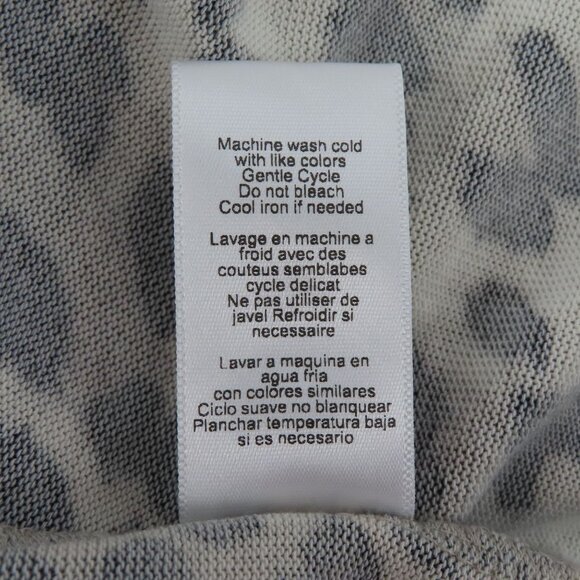 Machine wash cold
with like colors
Gentle Cycle
Do not bleach
Cool iron if needed
Lavage en machine a
froid avec des
couteus semblabes
cycle delicat
Ne pas utiliser de
javel Refroidir si
necessaire
Lavar a maquina en
agua fria
con colores similares
Ciclo suave no blanquear
Planchar temperatura baja
si es necesario